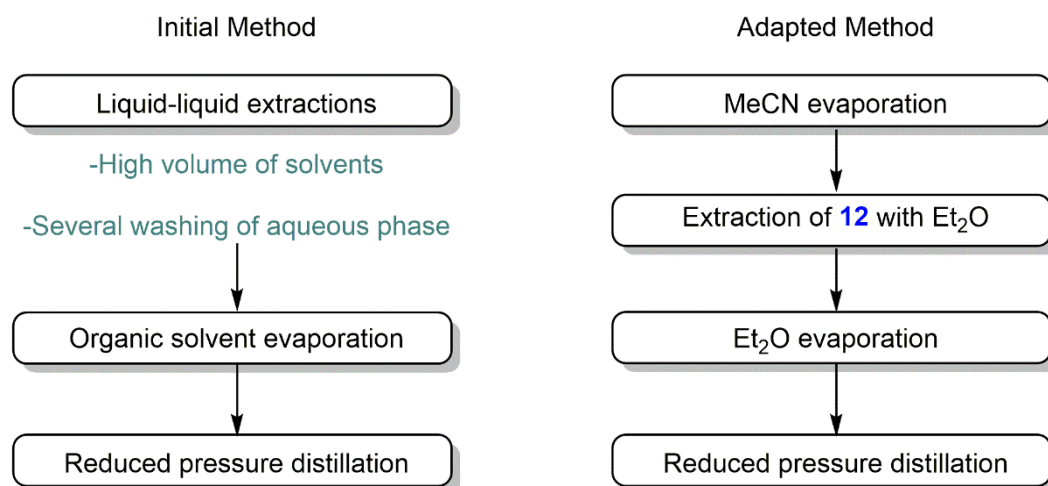 Initial Method
Liquid-liquid extractions
-High volume of solvents
-Several washing of aqueous phase
Organic solvent evaporation
Reduced pressure distillation
Adapted Method
MeCN evaporation
Extraction of 12 with Et₂O
Et₂O evaporation
Reduced pressure distillation